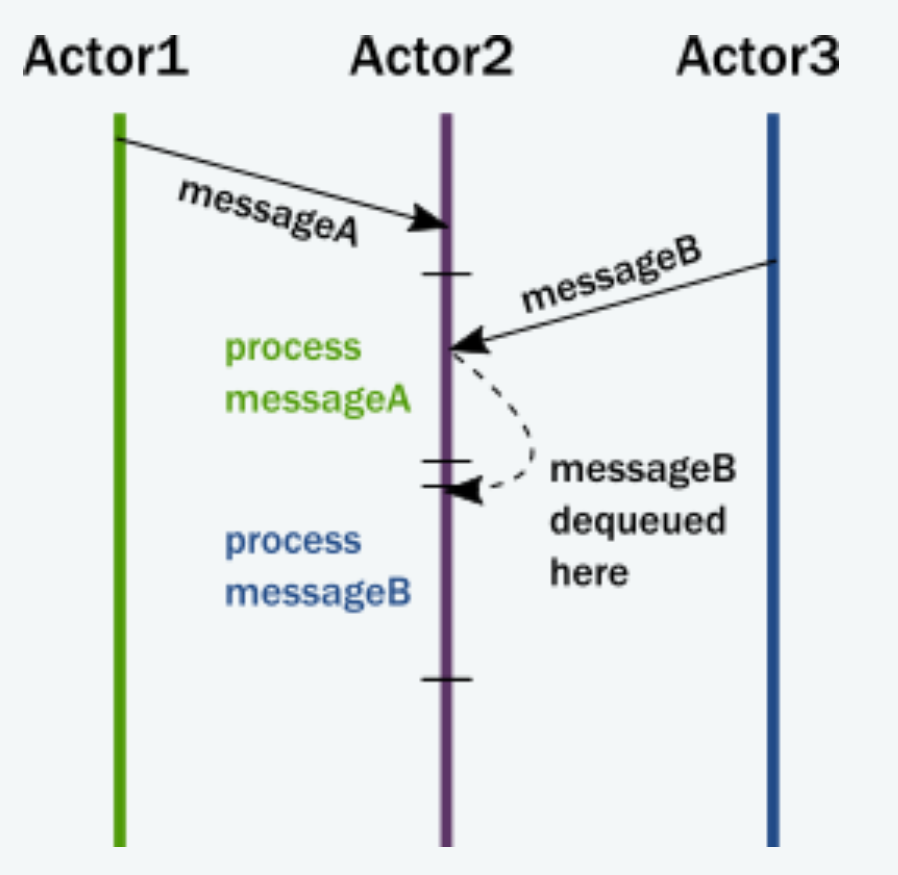 Actor1 Actor2 Actor3
messageA
messageB
process
messageA
messageB
dequeued
here
process
messageB